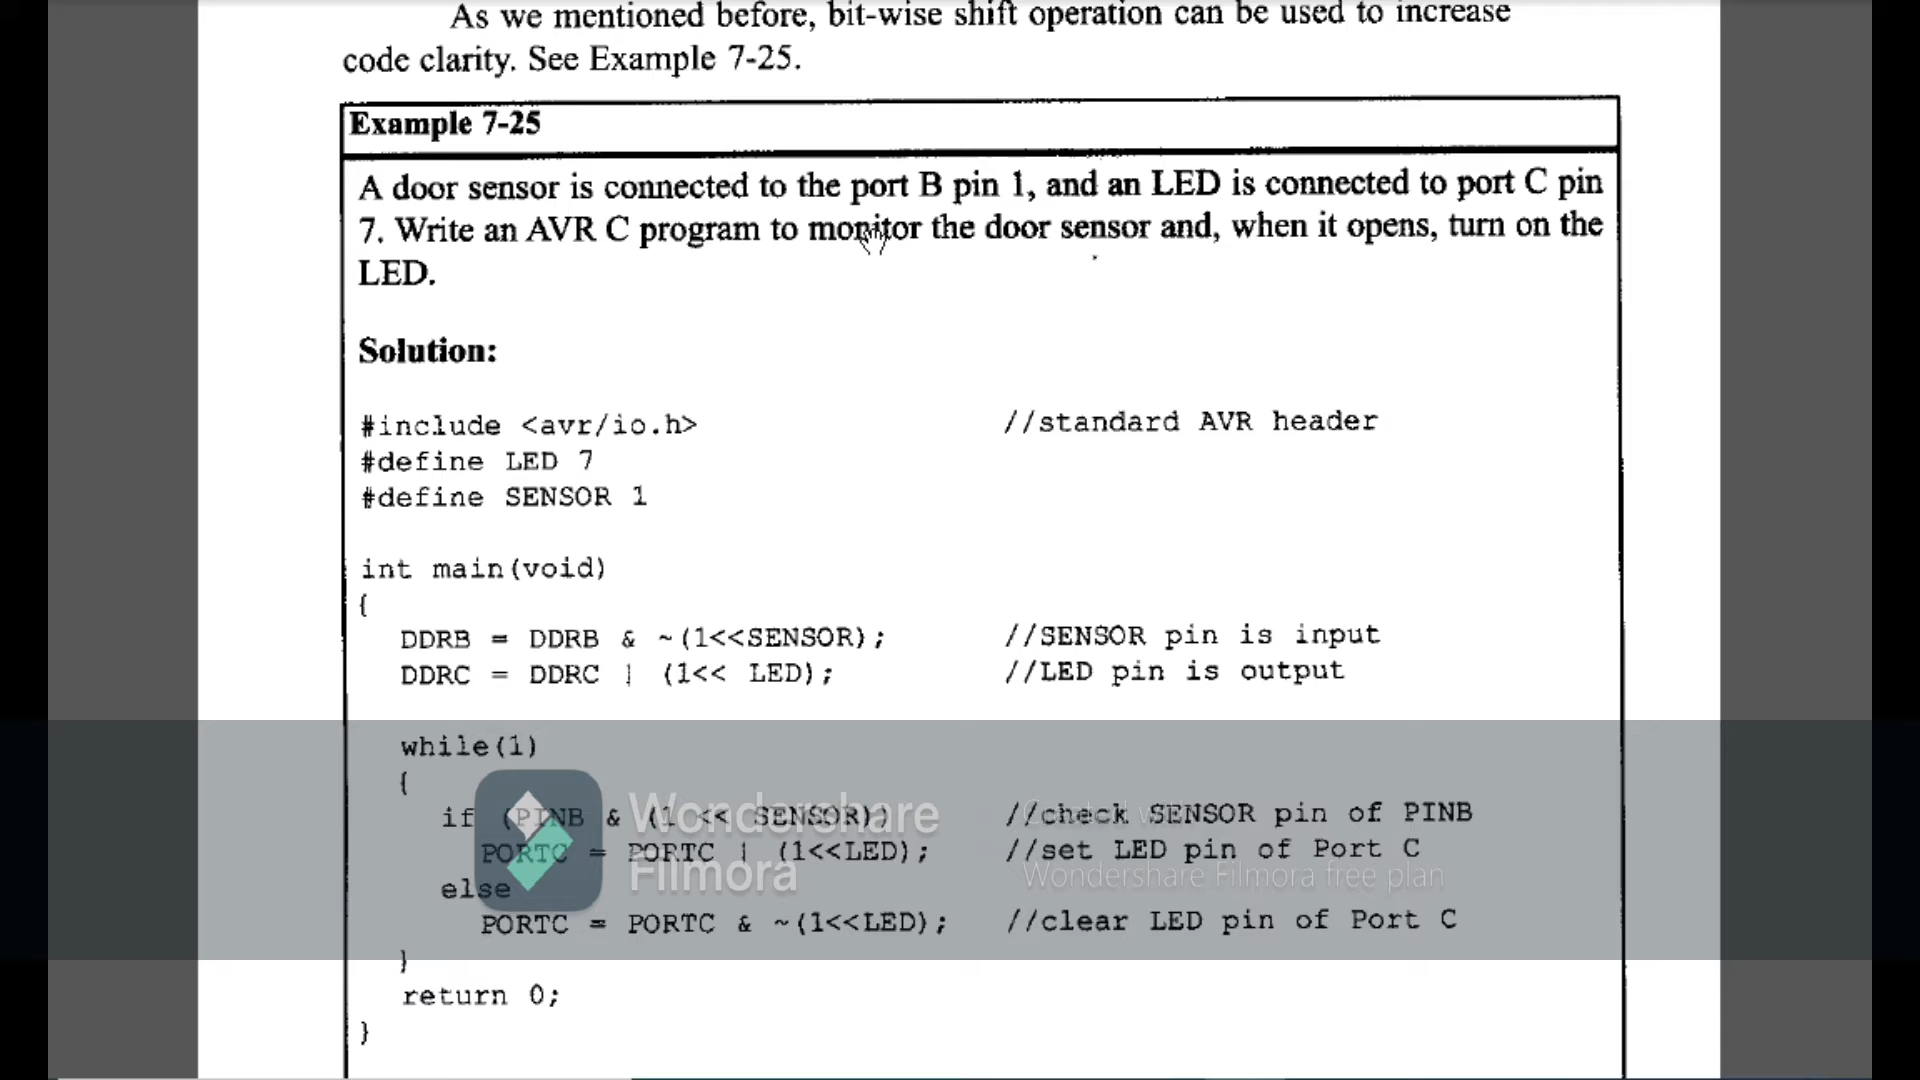 As we mentioned before, bit-wise shift operation can be used to increase
code clarity. See Example 7-25.
Example 7-25
A door sensor is connected to the port B pin 1, and an LED is connected to port C pin
7. Write an AVR C program to monitor the door sensor and, when it opens, turn on the
LED.
Solution:
#include <avr/io.h> //standard AVR header
#define LED 7
#define SENSOR 1
int main(void)
{
DDRB = DDRB & ~(1<<SENSOR); //SENSOR pin is input
DDRC = DDRC | (1<< LED); //LED pin is output
while(1)
{
if (PINB & (1 << SENSOR)) //check SENSOR pin of PINB
PORTC = PORTC | (1<<LED); //set LED pin of Port C
else
PORTC = PORTC & ~(1<<LED); //clear LED pin of Port C
}
return 0;
}
Wondershare
Filmora
Created with
Wondershare Filmora free plan